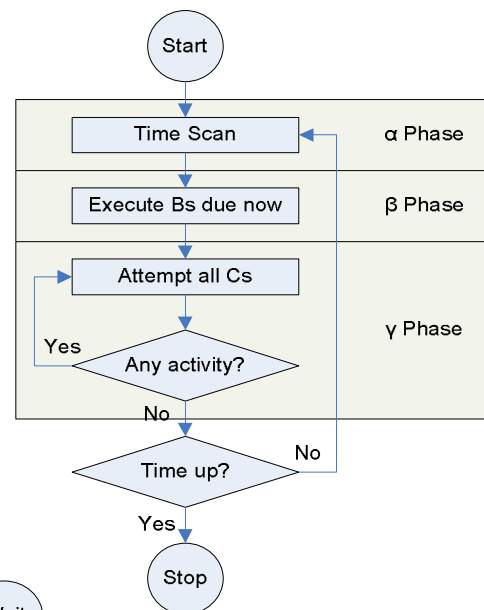 Start
Time Scan
α Phase
Execute Bs due now
β Phase
Attempt all Cs
γ Phase
Yes
Any activity?
No
No
Time up?
Yes
Stop